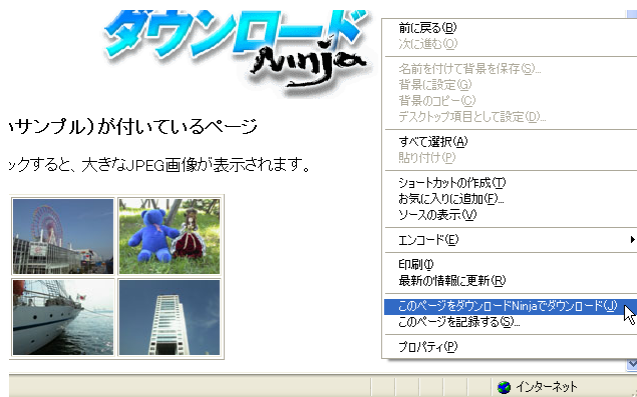 ダウンロード
Ninja
サンプル)が付いているページ
ックすると、大きなJPEG画像が表示されます。
前に戻る(B)
次に進む(O)
名前を付けて背景を保存(S)...
背景に設定(G)
背景のコピー(C)
デスクトップ項目として設定(D)...
すべて選択(A)
貼り付け(P)
ショートカットの作成(T)
お気に入りに追加(F)...
ソースの表示(V)
エンコード(E)
印刷(I)
最新の情報に更新(R)
このページをダウンロードNinjaでダウンロード(J)
このページを記録する(S)...
プロパティ(P)
インターネット